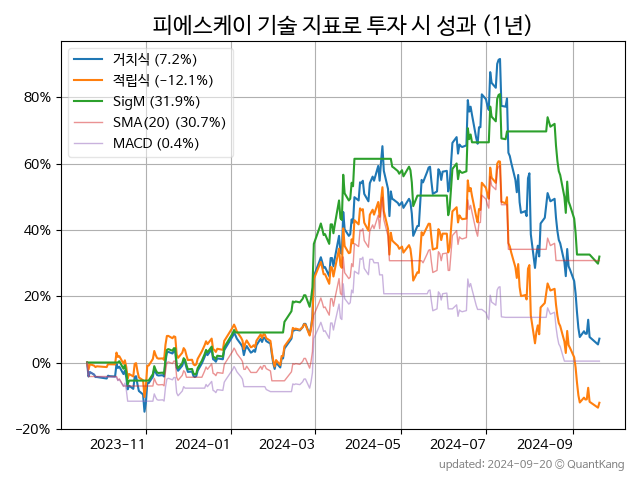 피에스케이 기술 지표로 투자 시 성과 (1년)
거치식 (7.2%)
적립식 (−12.1%)
SigM (31.9%)
SMA(20) (30.7%)
MACD (0.4%)
80%
60%
40%
20%
0%
−20%
2023−11 2024−01 2024−03 2024−05 2024−07 2024−09
updated: 2024-09-20 © QuantKang